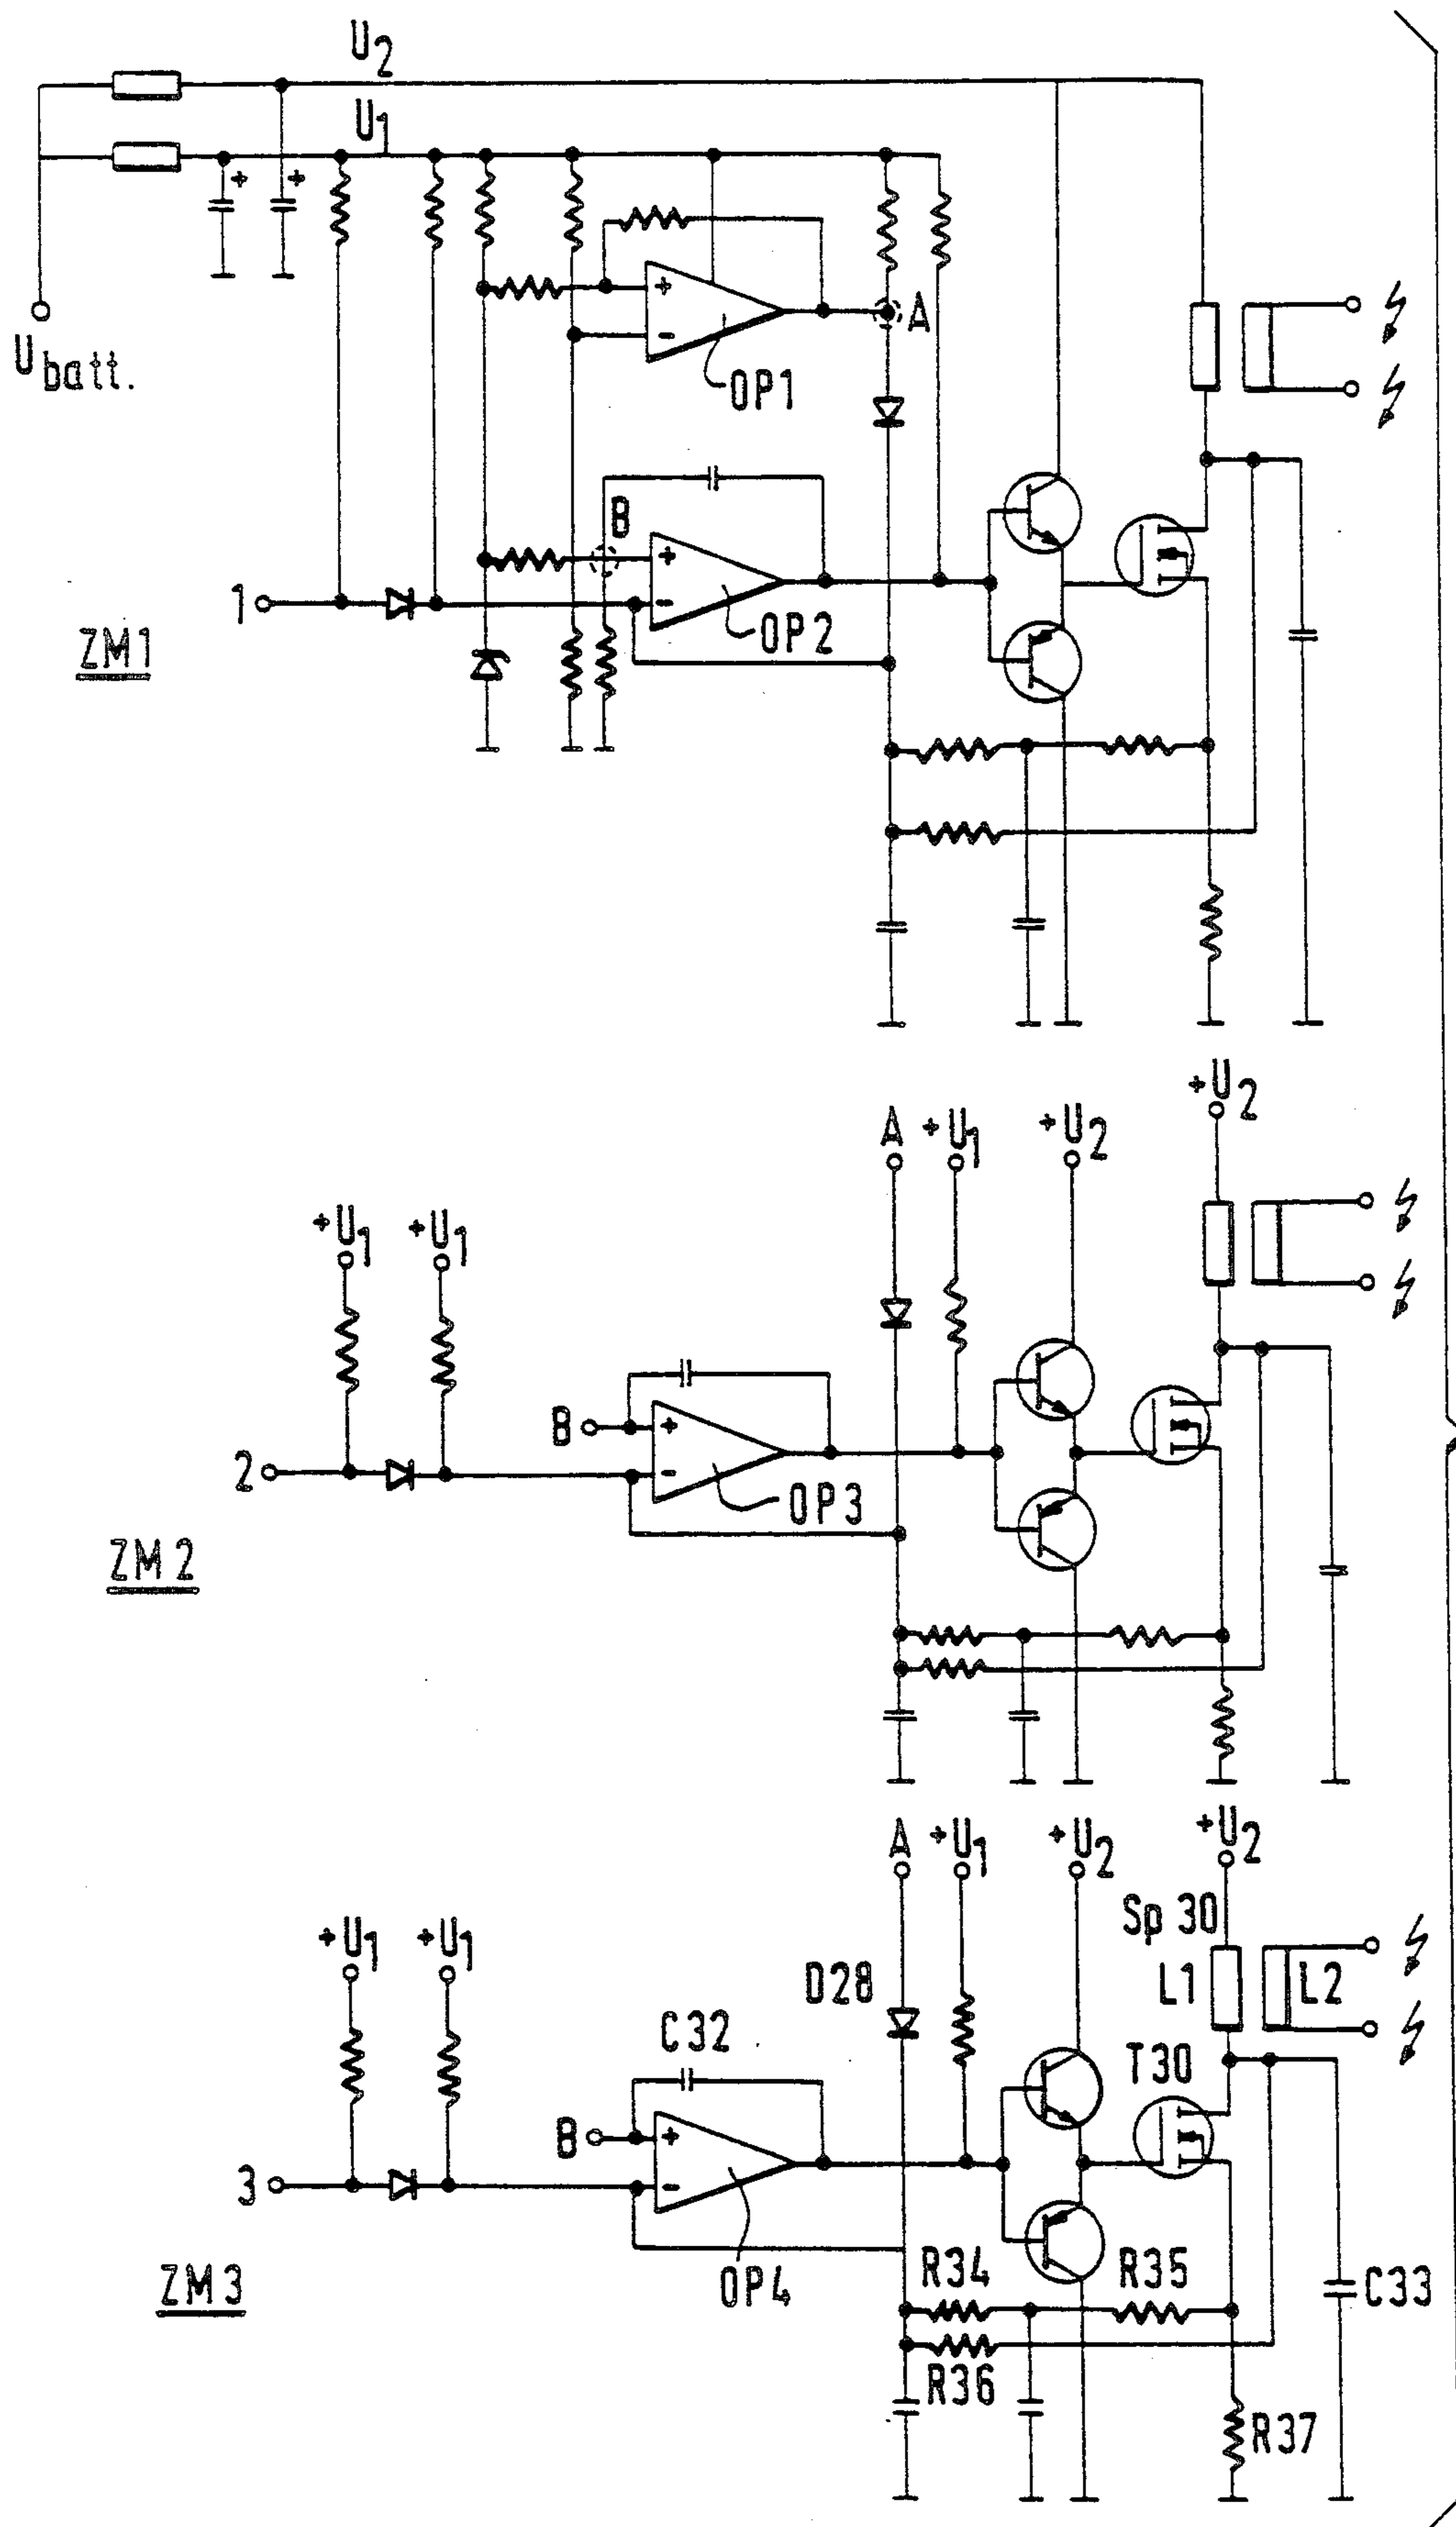 U2
U1
+ +
Ubatt.
+
-
A
OP1
B
+
-
OP2
1
ZM1
+U2
A +U1 +U2
+U1 +U1
B
+
-
2
OP3
ZM2
A +U1 +U2 +U2
Sp 30
+U1 +U1
D28 L1 L2
C32
T30
B
+
-
3
OP4
R34 R35
ZM3
C33
R36
R37